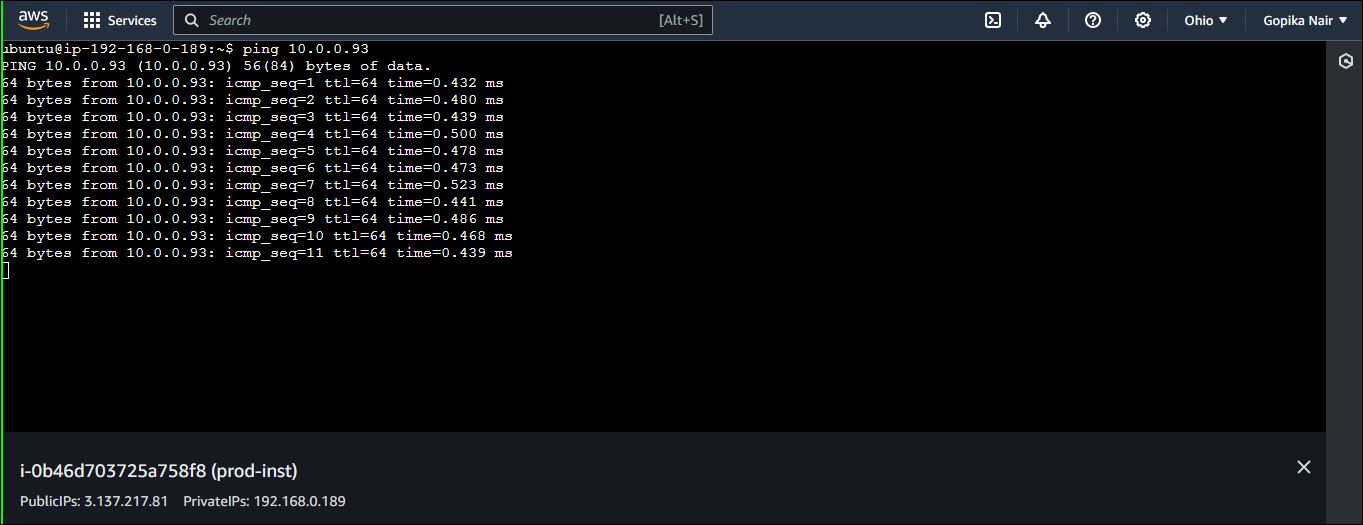 aws Services Search [Alt+S] Ohio Gopika Nair
ubuntu@ip-192-168-0-189:~$ ping 10.0.0.93
PING 10.0.0.93 (10.0.0.93) 56(84) bytes of data.
64 bytes from 10.0.0.93: icmp_seq=1 ttl=64 time=0.432 ms
64 bytes from 10.0.0.93: icmp_seq=2 ttl=64 time=0.480 ms
64 bytes from 10.0.0.93: icmp_seq=3 ttl=64 time=0.439 ms
64 bytes from 10.0.0.93: icmp_seq=4 ttl=64 time=0.500 ms
64 bytes from 10.0.0.93: icmp_seq=5 ttl=64 time=0.478 ms
64 bytes from 10.0.0.93: icmp_seq=6 ttl=64 time=0.473 ms
64 bytes from 10.0.0.93: icmp_seq=7 ttl=64 time=0.523 ms
64 bytes from 10.0.0.93: icmp_seq=8 ttl=64 time=0.441 ms
64 bytes from 10.0.0.93: icmp_seq=9 ttl=64 time=0.486 ms
64 bytes from 10.0.0.93: icmp_seq=10 ttl=64 time=0.468 ms
64 bytes from 10.0.0.93: icmp_seq=11 ttl=64 time=0.439 ms
i-0b46d703725a758f8 (prod-inst)
PublicIPs: 3.137.217.81 PrivateIPs: 192.168.0.189